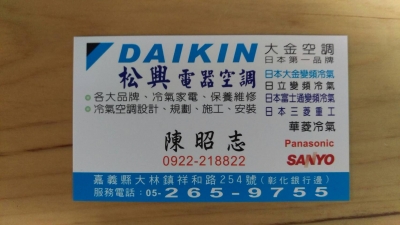 DAIKIN 大金空調
日本第一品牌
松興電器空調
日本大金變頻冷氣
日立變頻冷氣
各大品牌、冷氣家電、保養維修
日本富士通變頻冷氣
冷氣空調設計、規劃、施工、安裝
日本三菱重工
華菱冷氣
陳昭志
Panasonic
0922-218822
SANYO
嘉義縣大林鎮祥和路254號(彰化銀行邊)
服務電話:05-265-9755